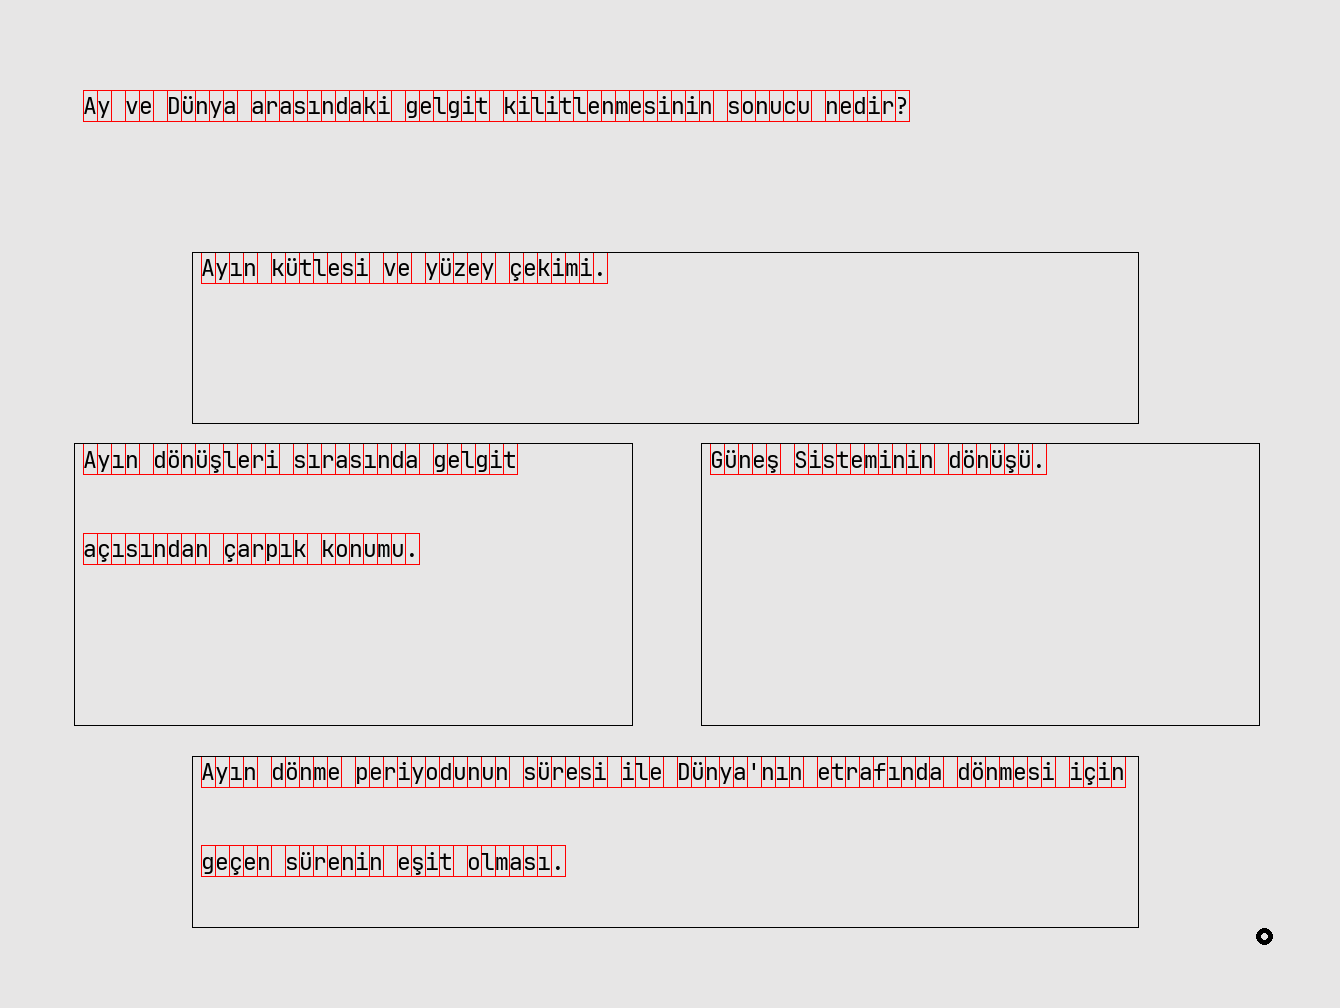 Ay ve Dünya arasındaki gelgit kilitlenmesinin sonucu nedir?
Ayın kütlesi ve yüzey çekimi.
Ayın dönüşleri sırasında gelgit
açısından çarpık konumu.
Güneş Sisteminin dönüşü.
Ayın dönme periyodunun süresi ile Dünya'nın etrafında dönmesi için
geçen sürenin eşit olması.